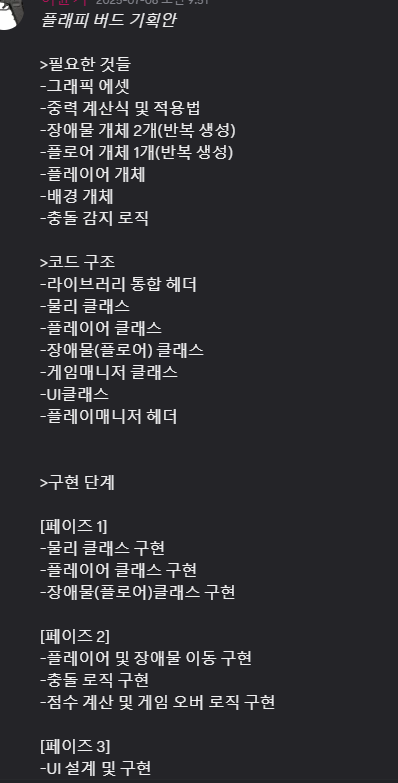 2025-07-08 오전 9:51
플래피 버드 기획안
>필요한 것들
-그래픽 에셋
-중력 계산식 및 적용법
-장애물 개체 2개(반복 생성)
-플로어 개체 1개(반복 생성)
-플레이어 개체
-배경 개체
-충돌 감지 로직
>코드 구조
-라이브러리 통합 헤더
-물리 클래스
-플레이어 클래스
-장애물(플로어) 클래스
-게임매니저 클래스
-UI클래스
-플레이매니저 헤더
>구현 단계
[페이즈 1]
-물리 클래스 구현
-플레이어 클래스 구현
-장애물(플로어)클래스 구현
[페이즈 2]
-플레이어 및 장애물 이동 구현
-충돌 로직 구현
-점수 계산 및 게임 오버 로직 구현
[페이즈 3]
-UI 설계 및 구현